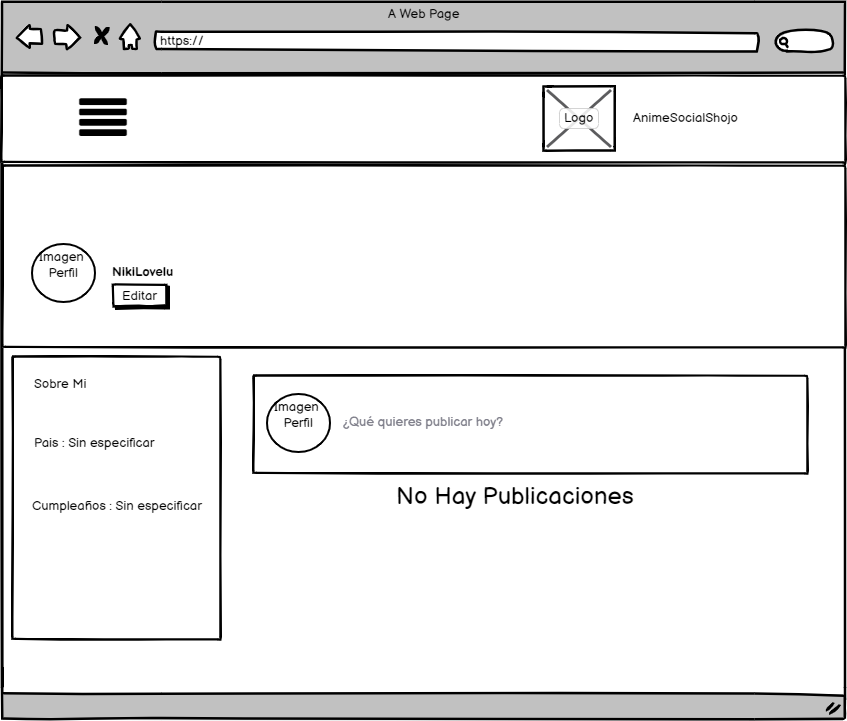 A Web Page
https://
Logo
AnimeSocialShojo
Imagen
Perfil
NikiLovelu
Editar
Sobre Mi
Imagen
Perfil
¿Qué quieres publicar hoy?
Pais : Sin especificar
No Hay Publicaciones
Cumpleaños : Sin especificar